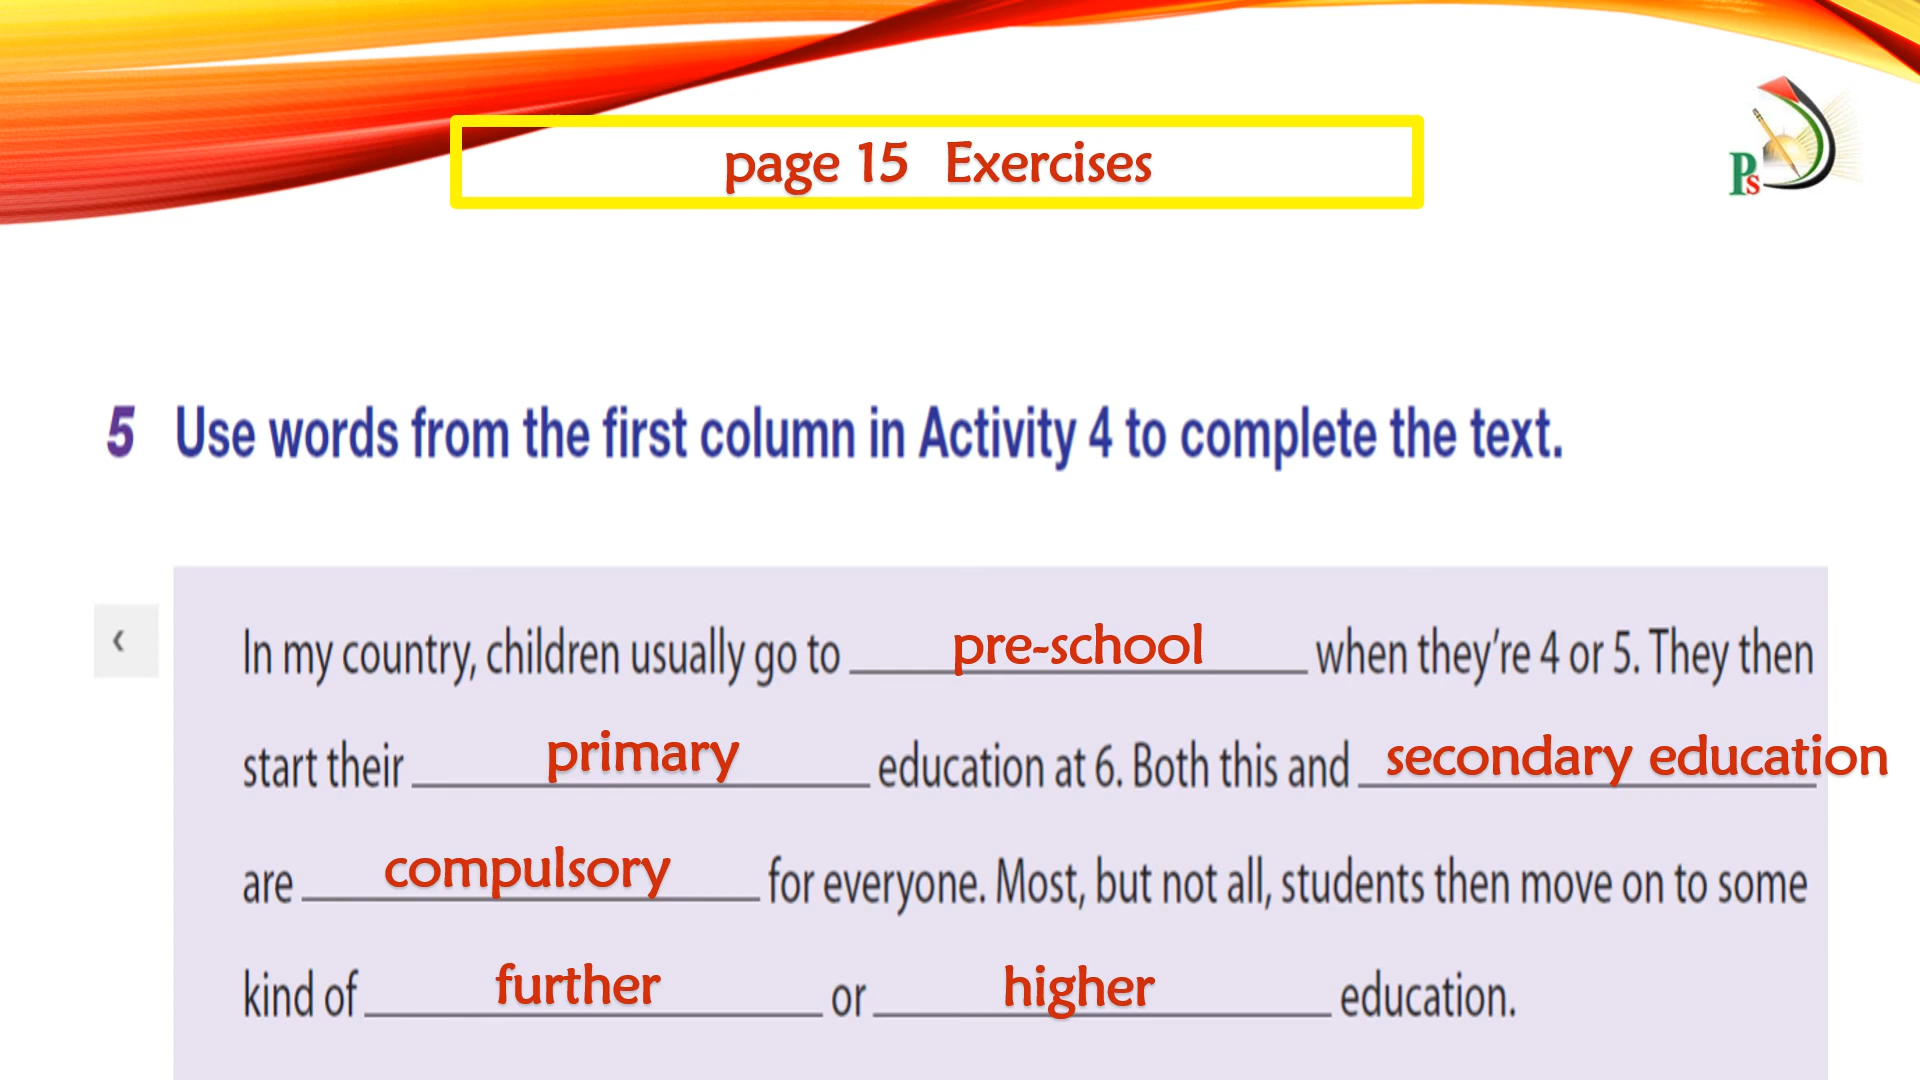 page 15 Exercises
Ps
5 Use words from the first column in Activity 4 to complete the text.
‹
In my country, children usually go to pre-school when they're 4 or 5. They then
start their primary education at 6. Both this and secondary education
are compulsory for everyone. Most, but not all, students then move on to some
kind of further or higher education.